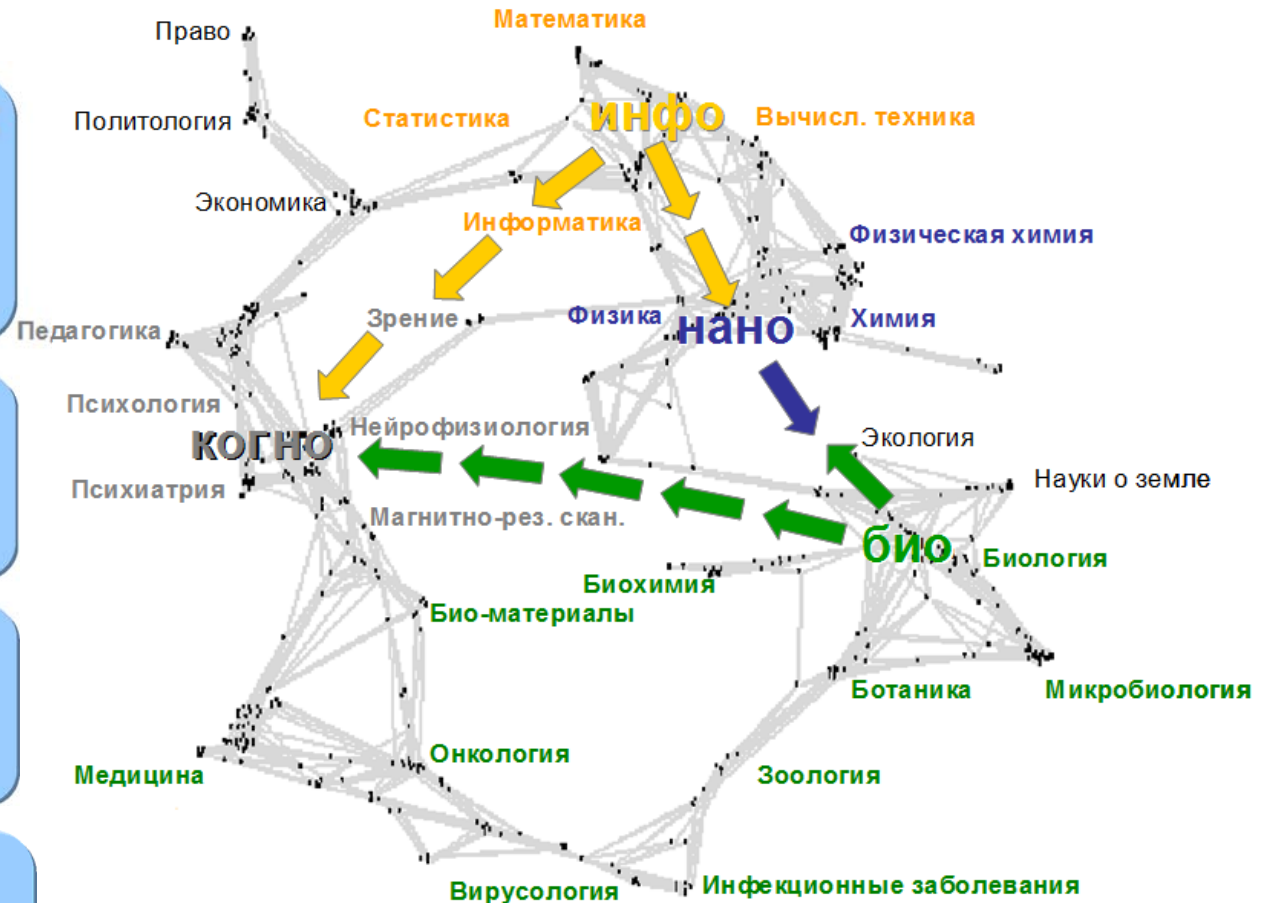 Математика
Право
Политология
Статистика
инфо
Вычисл. техника
Экономика
Информатика
Физическая химия
Педагогика
Зрение
Физика
нано
Химия
Психология
когно
Нейрофизиология
Экология
Психиатрия
Науки о земле
Магнитно-рез. скан.
био
Биология
Биохимия
Био-материалы
Ботаника
Микробиология
Онкология
Медицина
Зоология
Вирусология
Инфекционные заболевания